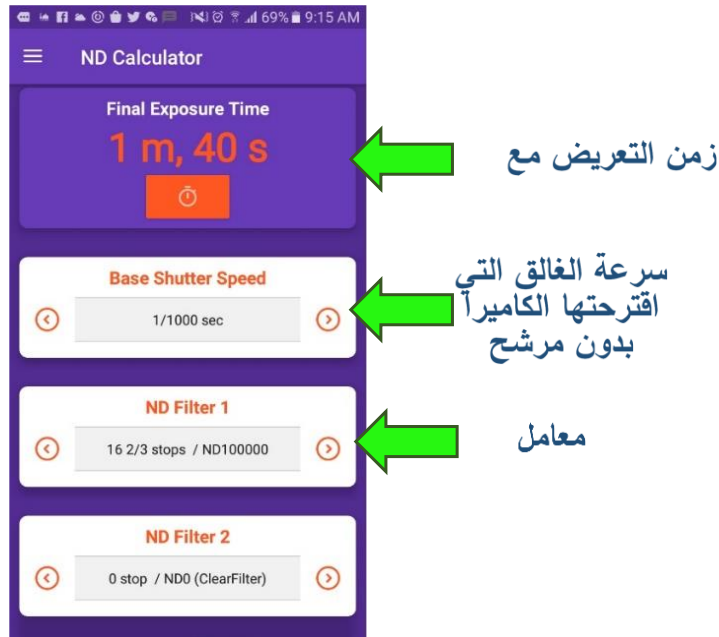 69% 9:15 AM
ND Calculator
Final Exposure Time
1 m, 40 s
زمن التعريض مع
Base Shutter Speed
1/1000 sec
سرعة الغالق التي
اقترحتها الكاميرا
بدون مرشح
ND Filter 1
16 2/3 stops / ND100000
معامل
ND Filter 2
0 stop / ND0 (ClearFilter)